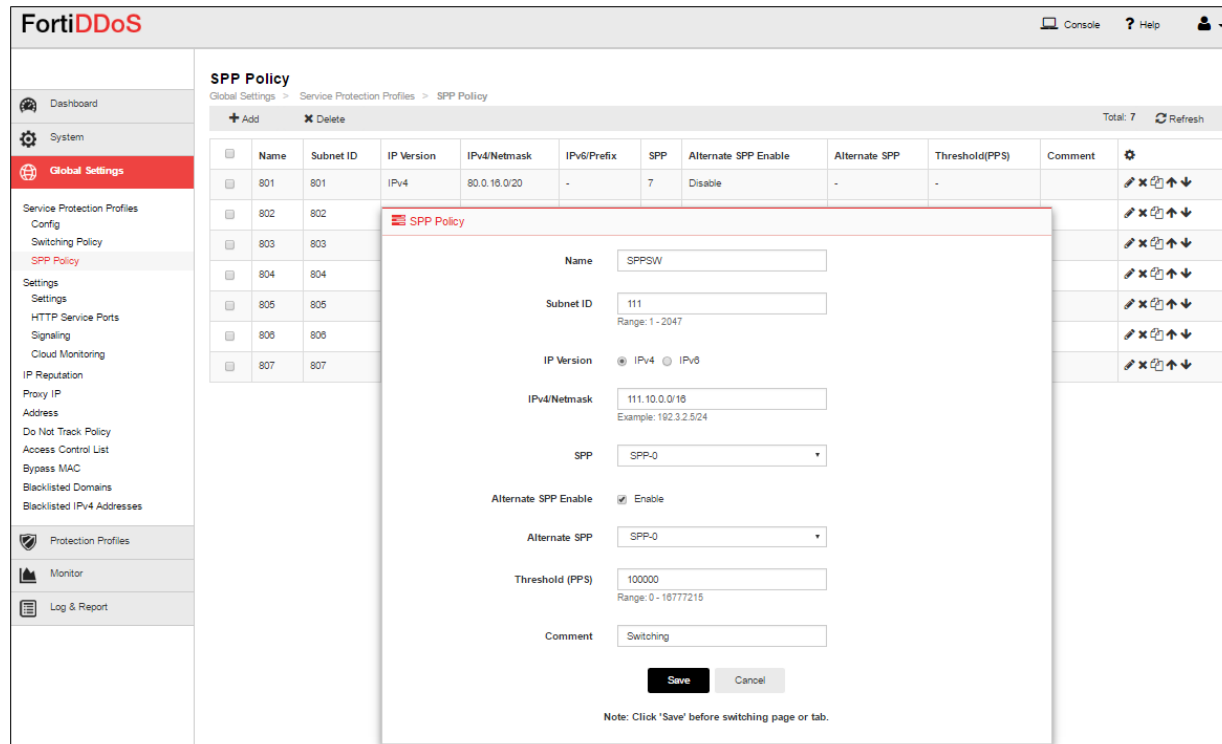 FortiDDoS
Console
Help
SPP Policy
Global Settings > Service Protection Profiles > SPP Policy
Add
Delete
Total: 7
Refresh
Dashboard
System
Global Settings
Service Protection Profiles
Config
Switching Policy
SPP Policy
Settings
Settings
HTTP Service Ports
Signaling
Cloud Monitoring
IP Reputation
Proxy IP
Address
Do Not Track Policy
Access Control List
Bypass MAC
Blacklisted Domains
Blacklisted IPv4 Addresses
Protection Profiles
Monitor
Log & Report
Name Subnet ID IP Version IPv4/Netmask IPv6/Prefix SPP Alternate SPP Enable Alternate SPP Threshold(PPS) Comment
801 801 IPv4 80.0.16.0/20 - 7 Disable - -
802 802
803 803
804 804
805 805
806 806
807 807
SPP Policy
Name SPPSW
Subnet ID 111
Range: 1 - 2047
IP Version IPv4 IPv6
IPv4/Netmask 111.10.0.0/16
Example: 192.3.2.5/24
SPP SPP-0
Alternate SPP Enable Enable
Alternate SPP SPP-0
Threshold (PPS) 100000
Range: 0 - 16777215
Comment Switching
Save Cancel
Note: Click 'Save' before switching page or tab.